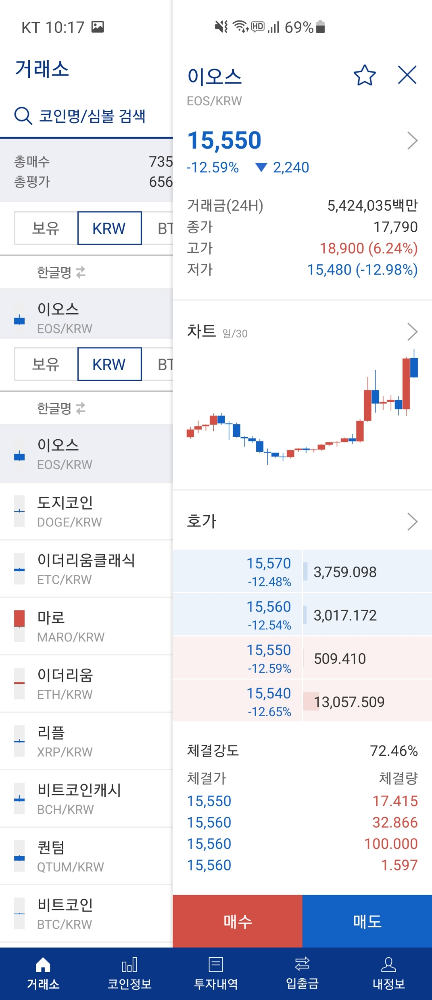 KT 10:17
HD 69%
거래소
코인명/심볼 검색
총매수 735
총평가 656
보유 KRW BT
한글명
이오스
EOS/KRW
보유 KRW BT
한글명
이오스
EOS/KRW
도지코인
DOGE/KRW
이더리움클래식
ETC/KRW
마로
MARO/KRW
이더리움
ETH/KRW
리플
XRP/KRW
비트코인캐시
BCH/KRW
퀀텀
QTUM/KRW
비트코인
BTC/KRW
이오스
EOS/KRW
15,550
-12.59% ▼ 2,240
거래금(24H) 5,424,035백만
종가 17,790
고가 18,900 (6.24%)
저가 15,480 (-12.98%)
차트 일/30
호가
15,570
-12.48%
3,759.098
15,560
-12.54%
3,017.172
15,550
-12.59%
509.410
15,540
-12.65%
13,057.509
체결강도 72.46%
체결가 체결량
15,550 17.415
15,560 32.866
15,560 100.000
15,560 1.597
매수 매도
거래소 코인정보 투자내역 입출금 내정보